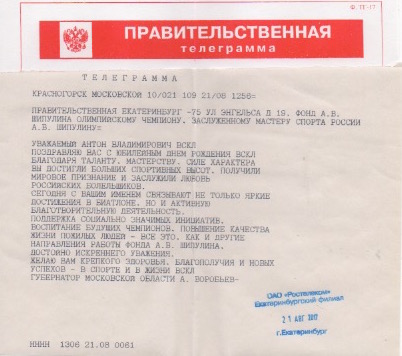 Ф ТГ-17
ПРАВИТЕЛЬСТВЕННАЯ
телеграмма
ТЕЛЕГРАММА
КРАСНОГОРСК МОСКОВСКОЙ 10/021 109 21/08 1256=
ПРАВИТЕЛЬСТВЕННАЯ ЕКАТЕРИНБУРГ -75 УЛ ЭНГЕЛЬСА Д 19. ФОНД А.В.
ШИПУЛИНА ОЛИМПИЙСКОМУ ЧЕМПИОНУ. ЗАСЛУЖЕННОМУ МАСТЕРУ СПОРТА РОССИИ
А.В. ШИПУЛИНУ=
УВАЖАЕМЫЙ АНТОН ВЛАДИМИРОВИЧ ВСКЛ
ПОЗДРАВЛЯЮ ВАС С ЮБИЛЕЙНЫМ ДНЕМ РОЖДЕНИЯ ВСКЛ
БЛАГОДАРЯ ТАЛАНТУ. МАСТЕРСТВУ. СИЛЕ ХАРАКТЕРА
ВЫ ДОСТИГЛИ БОЛЬШИХ СПОРТИВНЫХ ВЫСОТ. ПОЛУЧИЛИ
МИРОВОЕ ПРИЗНАНИЕ И ЗАСЛУЖИЛИ ЛЮБОВЬ
РОССИЙСКИХ БОЛЕЛЬЩИКОВ.
СЕГОДНЯ С ВАШИМ ИМЕНЕМ СВЯЗЫВАЮТ НЕ ТОЛЬКО ЯРКИЕ
ДОСТИЖЕНИЯ В БИАТЛОНЕ. НО И АКТИВНУЮ
БЛАГОТВОРИТЕЛЬНУЮ ДЕЯТЕЛЬНОСТЬ.
ПОДДЕРЖКА СОЦИАЛЬНО ЗНАЧИМЫХ ИНИЦИАТИВ.
ВОСПИТАНИЕ БУДУЩИХ ЧЕМПИОНОВ. ПОВЫШЕНИЕ КАЧЕСТВА
ЖИЗНИ ПОЖИЛЫХ ЛЮДЕЙ - ВСЕ ЭТО. КАК И ДРУГИЕ
НАПРАВЛЕНИЯ РАБОТЫ ФОНДА А.В. ШИПУЛИНА.
ДОСТОЙНО ИСКРЕННЕГО УВАЖЕНИЯ.
ЖЕЛАЮ ВАМ КРЕПКОГО ЗДОРОВЬЯ. БЛАГОПОЛУЧИЯ И НОВЫХ
УСПЕХОВ - В СПОРТЕ И В ЖИЗНИ ВСКЛ
ГУБЕРНАТОР МОСКОВСКОЙ ОБЛАСТИ А. ВОРОБЬЕВ-
ОАО «Ростелеком»
Екатеринбургский филиал
21 АВГ 2017
г.Екатеринбург
НННН 1306 21.08 0061